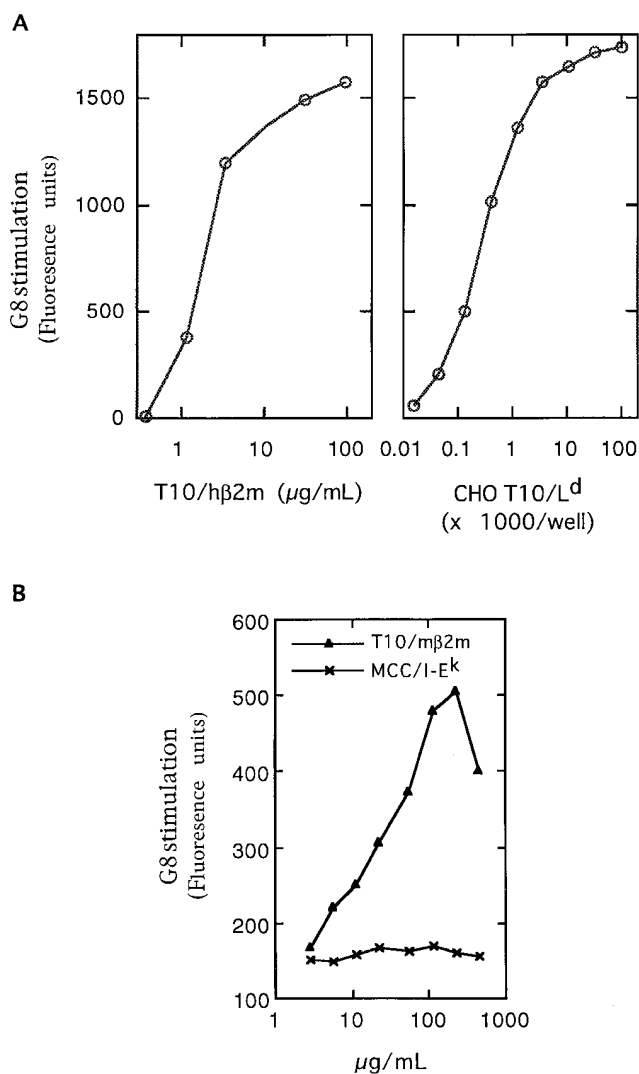 A
G8 stimulation
(Fluoresence units)
1500
1000
500
0
1 10 100
T10/hβ2m (µg/mL)
0.01 0.1 1 10 100
CHO T10/Lᵈ
(x 1000/well)
B
G8 stimulation
(Fluoresence units)
600
500
400
300
200
100
T10/mβ2m
MCC/I-Eᵏ
1 10 100 1000
µg/mL